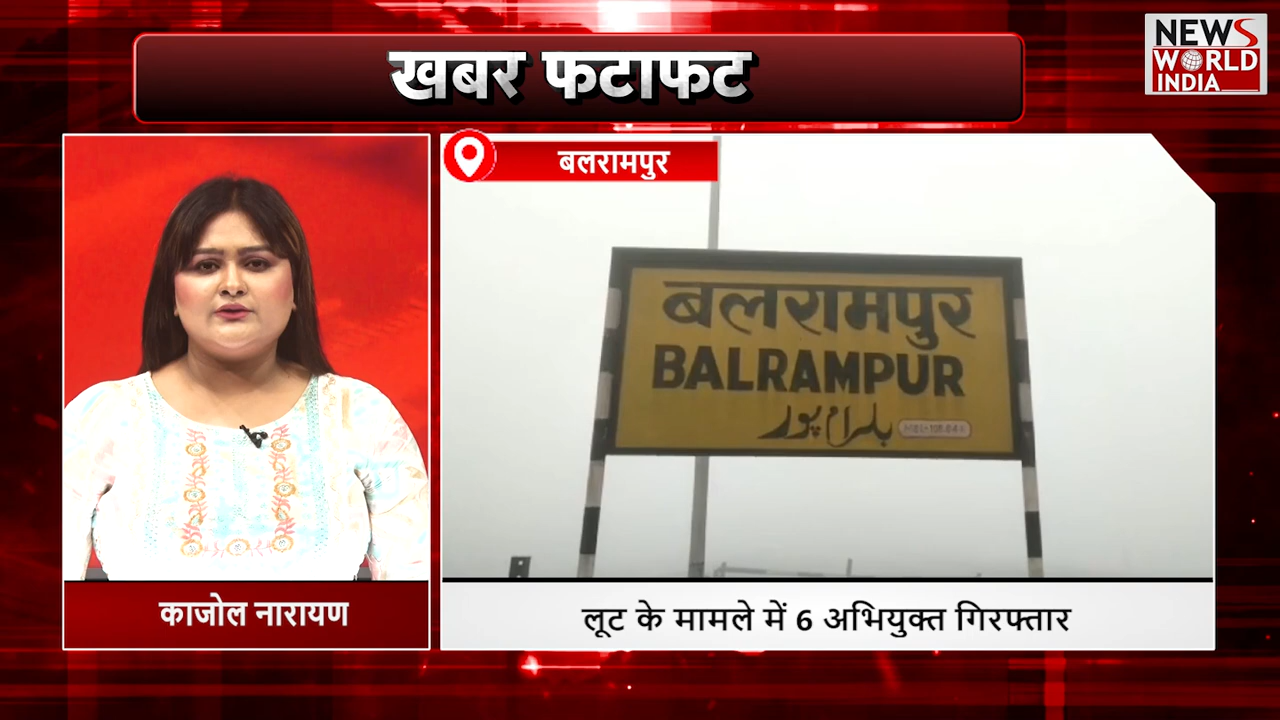 खबर फटाफट
NEWS
WORLD
INDIA
बलरामपुर
बलरामपुर
BALRAMPUR
بلرام پور
काजोल नारायण
लूट के मामले में 6 अभियुक्त गिरफ्तार